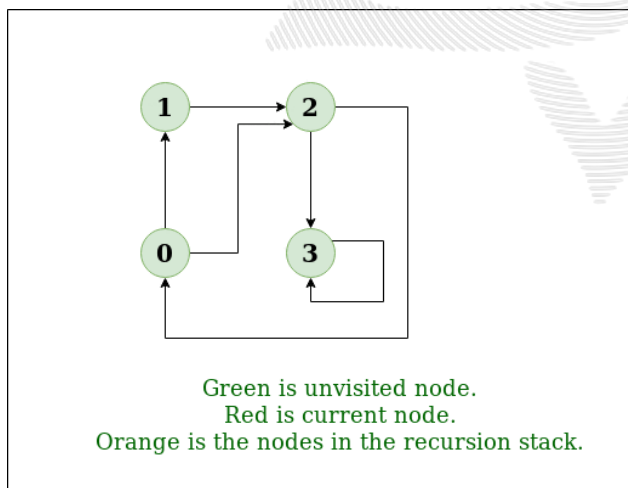 1 2
0 3
Green is unvisited node.
Red is current node.
Orange is the nodes in the recursion stack.